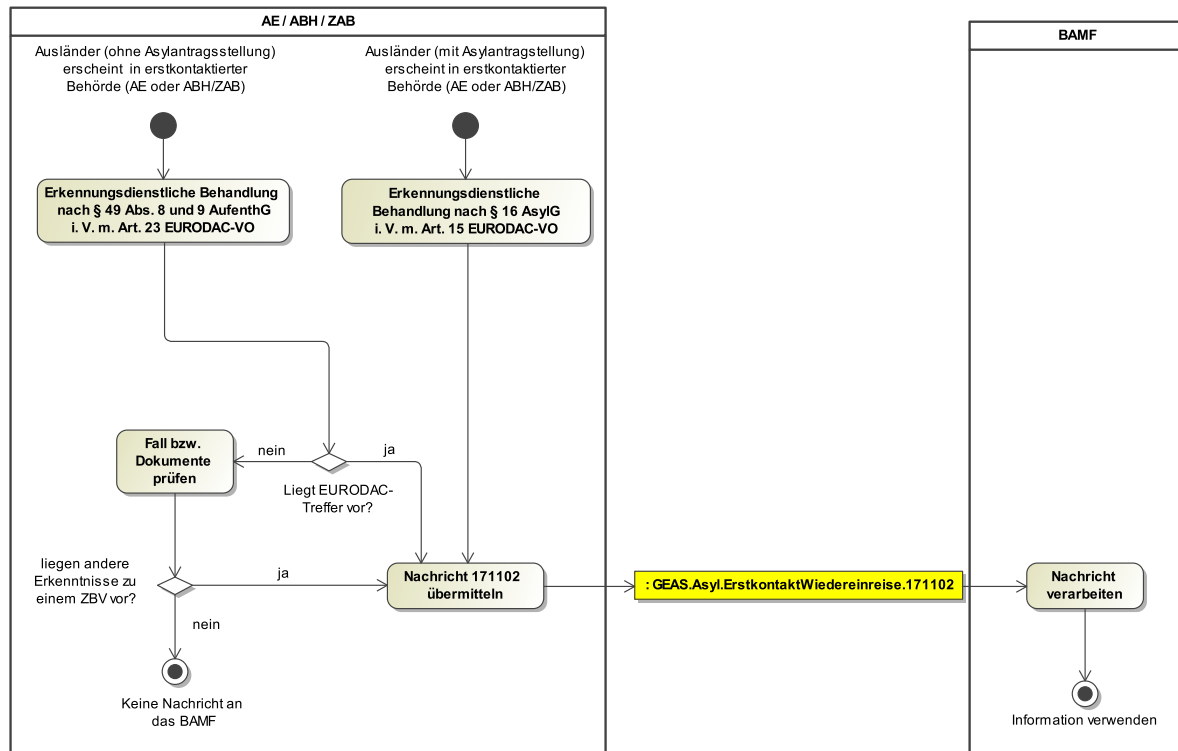 AE / ABH / ZAB
BAMF
Ausländer (ohne Asylantragsstellung)
erscheint in erstkontaktierter
Behörde (AE oder ABH/ZAB)
Ausländer (mit Asylantragstellung)
erscheint in erstkontaktierter
Behörde (AE oder ABH/ZAB)
Erkennungsdienstliche Behandlung
nach § 49 Abs. 8 und 9 AufenthG
i. V. m. Art. 23 EURODAC-VO
Erkennungsdienstliche
Behandlung nach § 16 AsylG
i. V. m. Art. 15 EURODAC-VO
Fall bzw.
Dokumente
prüfen
nein
ja
Liegt EURODAC-
Treffer vor?
liegen andere
Erkenntnisse zu
einem ZBV vor?
ja
Nachricht 171102
übermitteln
: GEAS.Asyl.ErstkontaktWiedereinreise.171102
Nachricht
verarbeiten
nein
Keine Nachricht an
das BAMF
Information verwenden